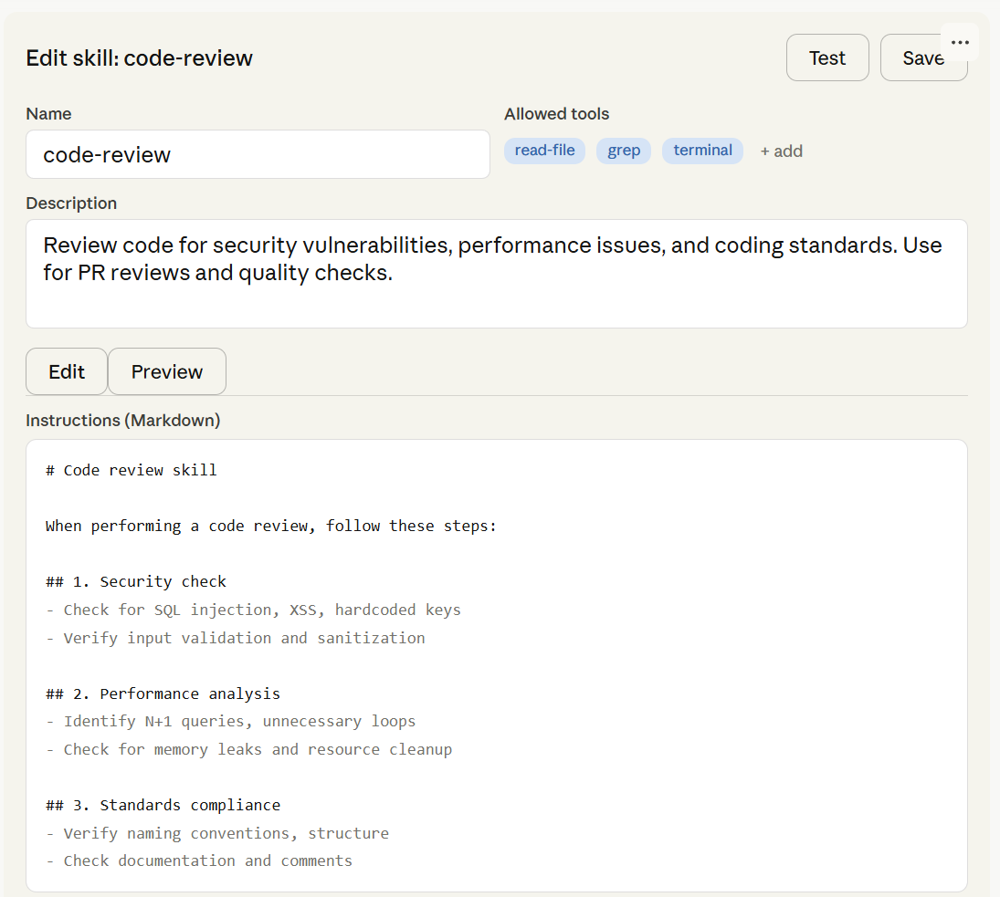 Edit skill: code-review
Test
Save
Name
Allowed tools
code-review
read-file
grep
terminal
+ add
Description
Review code for security vulnerabilities, performance issues, and coding standards. Use
for PR reviews and quality checks.
Edit
Preview
Instructions (Markdown)
# Code review skill
When performing a code review, follow these steps:
## 1. Security check
- Check for SQL injection, XSS, hardcoded keys
- Verify input validation and sanitization
## 2. Performance analysis
- Identify N+1 queries, unnecessary loops
- Check for memory leaks and resource cleanup
## 3. Standards compliance
- Verify naming conventions, structure
- Check documentation and comments